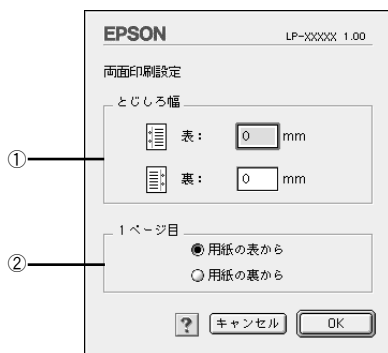 EPSON LP-XXXXX 1.00
両面印刷設定
とじしろ幅
表： 0 mm
① 
裏： 0 mm
1ページ目
用紙の表から
②
用紙の裏から
? キャンセル OK